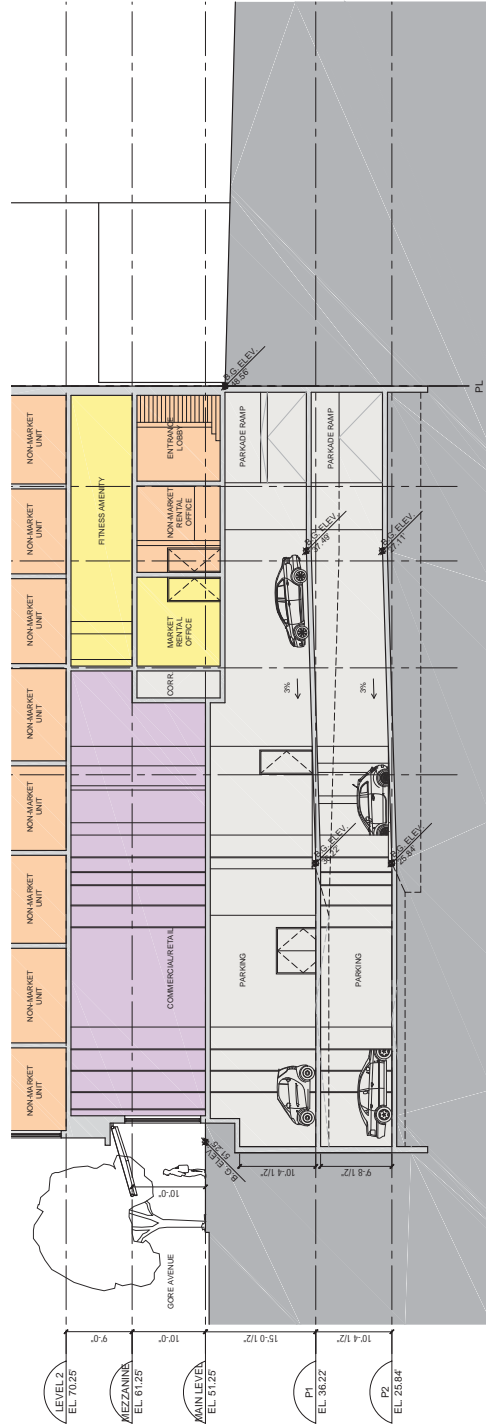 LEVEL 2
EL. 70.25'
9'-0"
NON-MARKET
UNIT
NON-MARKET
UNIT
NON-MARKET
UNIT
NON-MARKET
UNIT
NON-MARKET
UNIT
NON-MARKET
UNIT
NON-MARKET
UNIT
NON-MARKET
UNIT
FITNESS AMENITY
MEZZANINE
EL. 61.25'
10'-0"
GORE AVENUE
10'-0"
COMMERCIAL/RETAIL
CORR.
MARKET
RENTAL
OFFICE
NON-MARKET
RENTAL
OFFICE
ENTRANCE
LOBBY
MAIN LEVEL
EL. 51.25'
B.G. ELEV.
51.25'
B.G. ELEV.
48.56'
15'-0 1/2"
10'-4 1/2"
PARKING
3%
PARKADE RAMP
B.G. ELEV.
37.49'
P1
EL. 36.22'
B.G. ELEV.
36.22'
10'-4 1/2"
9'-8 1/2"
PARKING
3%
PARKADE RAMP
B.G. ELEV.
27.11'
P2
EL. 25.84'
B.G. ELEV.
25.84'
PL